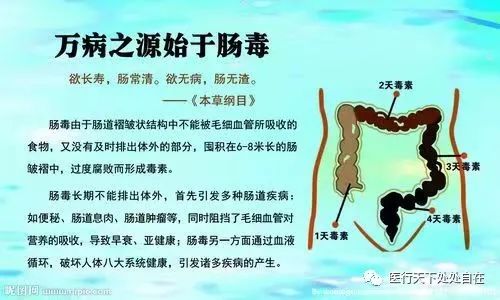 万病之源始于肠毒
欲长寿，肠常清。欲无病，肠无渣。
——《本草纲目》
肠毒由于肠道褶皱状结构中不能被毛细血管所吸收的
食物，又没有及时排出体外的部分，囤积在6-8米长的肠
皱褶中，过度腐败而形成毒素。
肠毒长期不能排出体外，首先引发多种肠道疾病：
如便秘、肠道息肉、肠道肿瘤等，同时阻挡了毛细血管对
营养的吸收，导致早衰、亚健康；肠毒另一方面通过血液
循环，破坏人体八大系统健康，引发诸多疾病的产生。
2天毒素
3天毒素
4天毒素
1天毒素
昵图网
医行天下处处自在